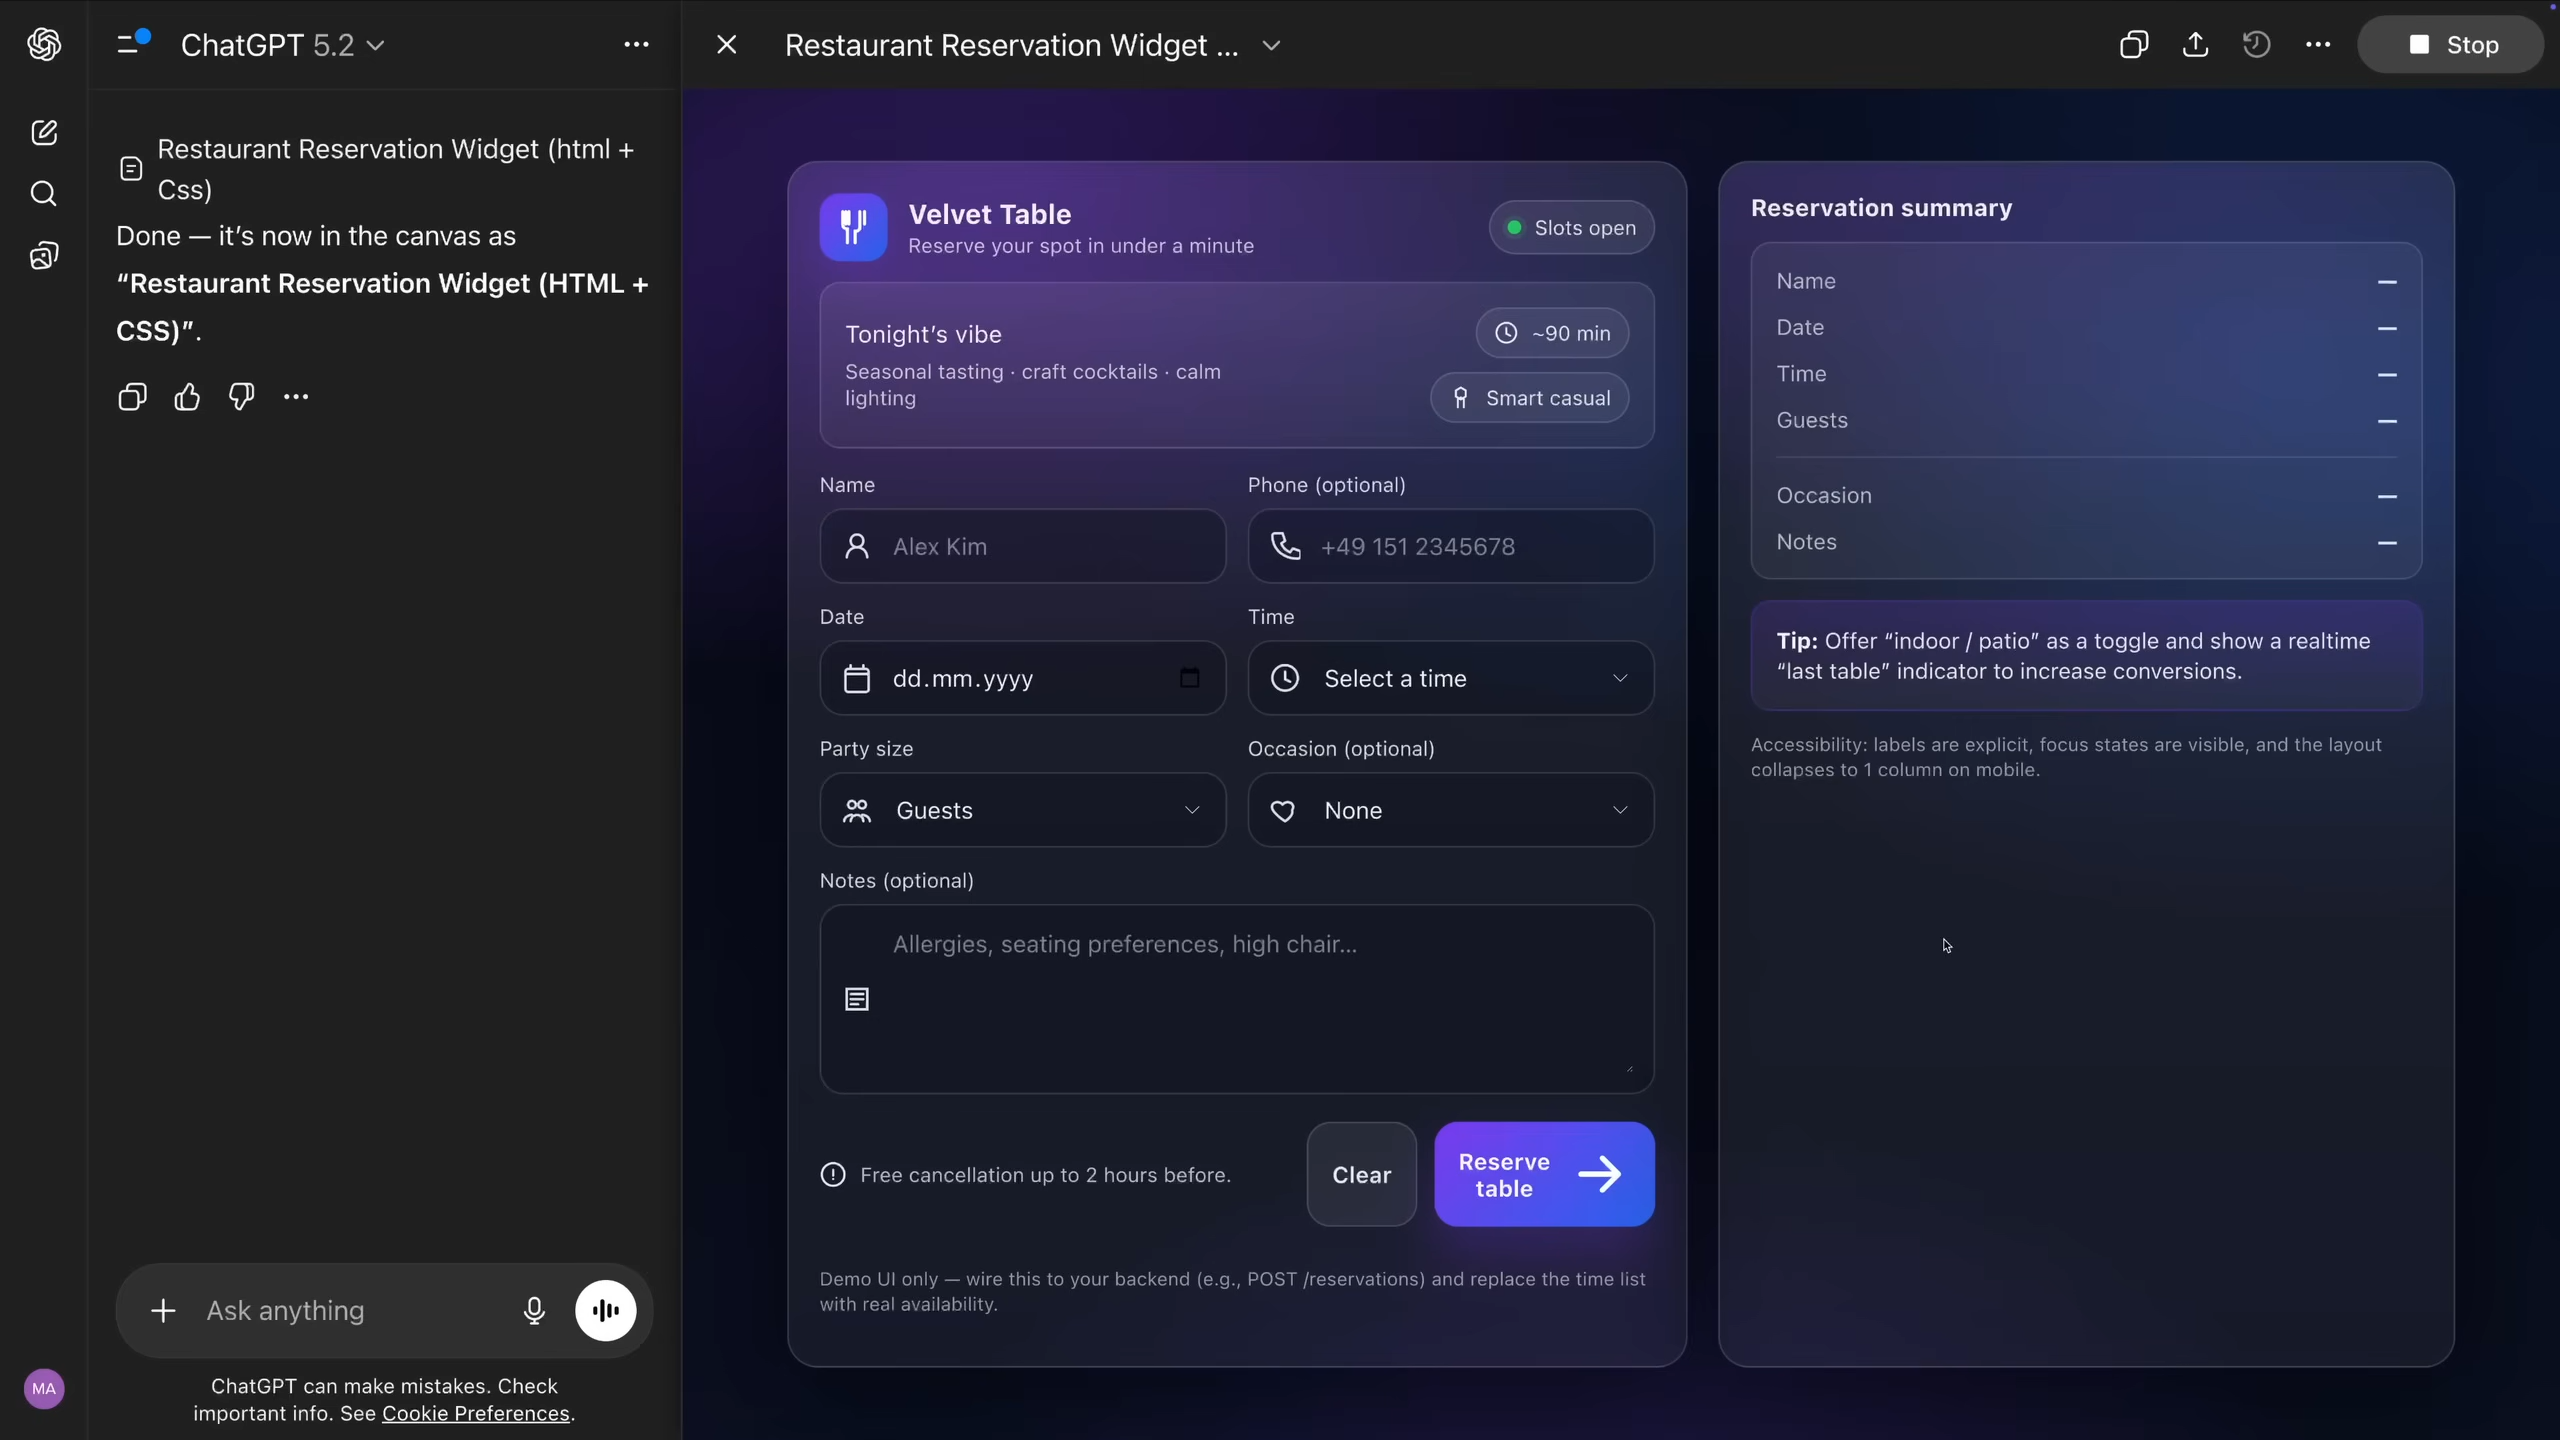 ChatGPT 5.2
Restaurant Reservation Widget (html +
Css)
Done — it’s now in the canvas as
“Restaurant Reservation Widget (HTML +
CSS)”.
Ask anything
ChatGPT can make mistakes. Check
important info. See Cookie Preferences.
MA
Restaurant Reservation Widget ...
Stop
Velvet Table
Reserve your spot in under a minute
Slots open
Tonight’s vibe
Seasonal tasting · craft cocktails · calm
lighting
~90 min
Smart casual
Name
Alex Kim
Phone (optional)
+49 151 2345678
Date
dd.mm.yyyy
Time
Select a time
Party size
Guests
Occasion (optional)
None
Notes (optional)
Allergies, seating preferences, high chair...
Free cancellation up to 2 hours before.
Clear
Reserve
table
Demo UI only — wire this to your backend (e.g., POST /reservations) and replace the time list
with real availability.
Reservation summary
Name —
Date —
Time —
Guests —
Occasion —
Notes —
Tip: Offer “indoor / patio” as a toggle and show a realtime
“last table” indicator to increase conversions.
Accessibility: labels are explicit, focus states are visible, and the layout
collapses to 1 column on mobile.